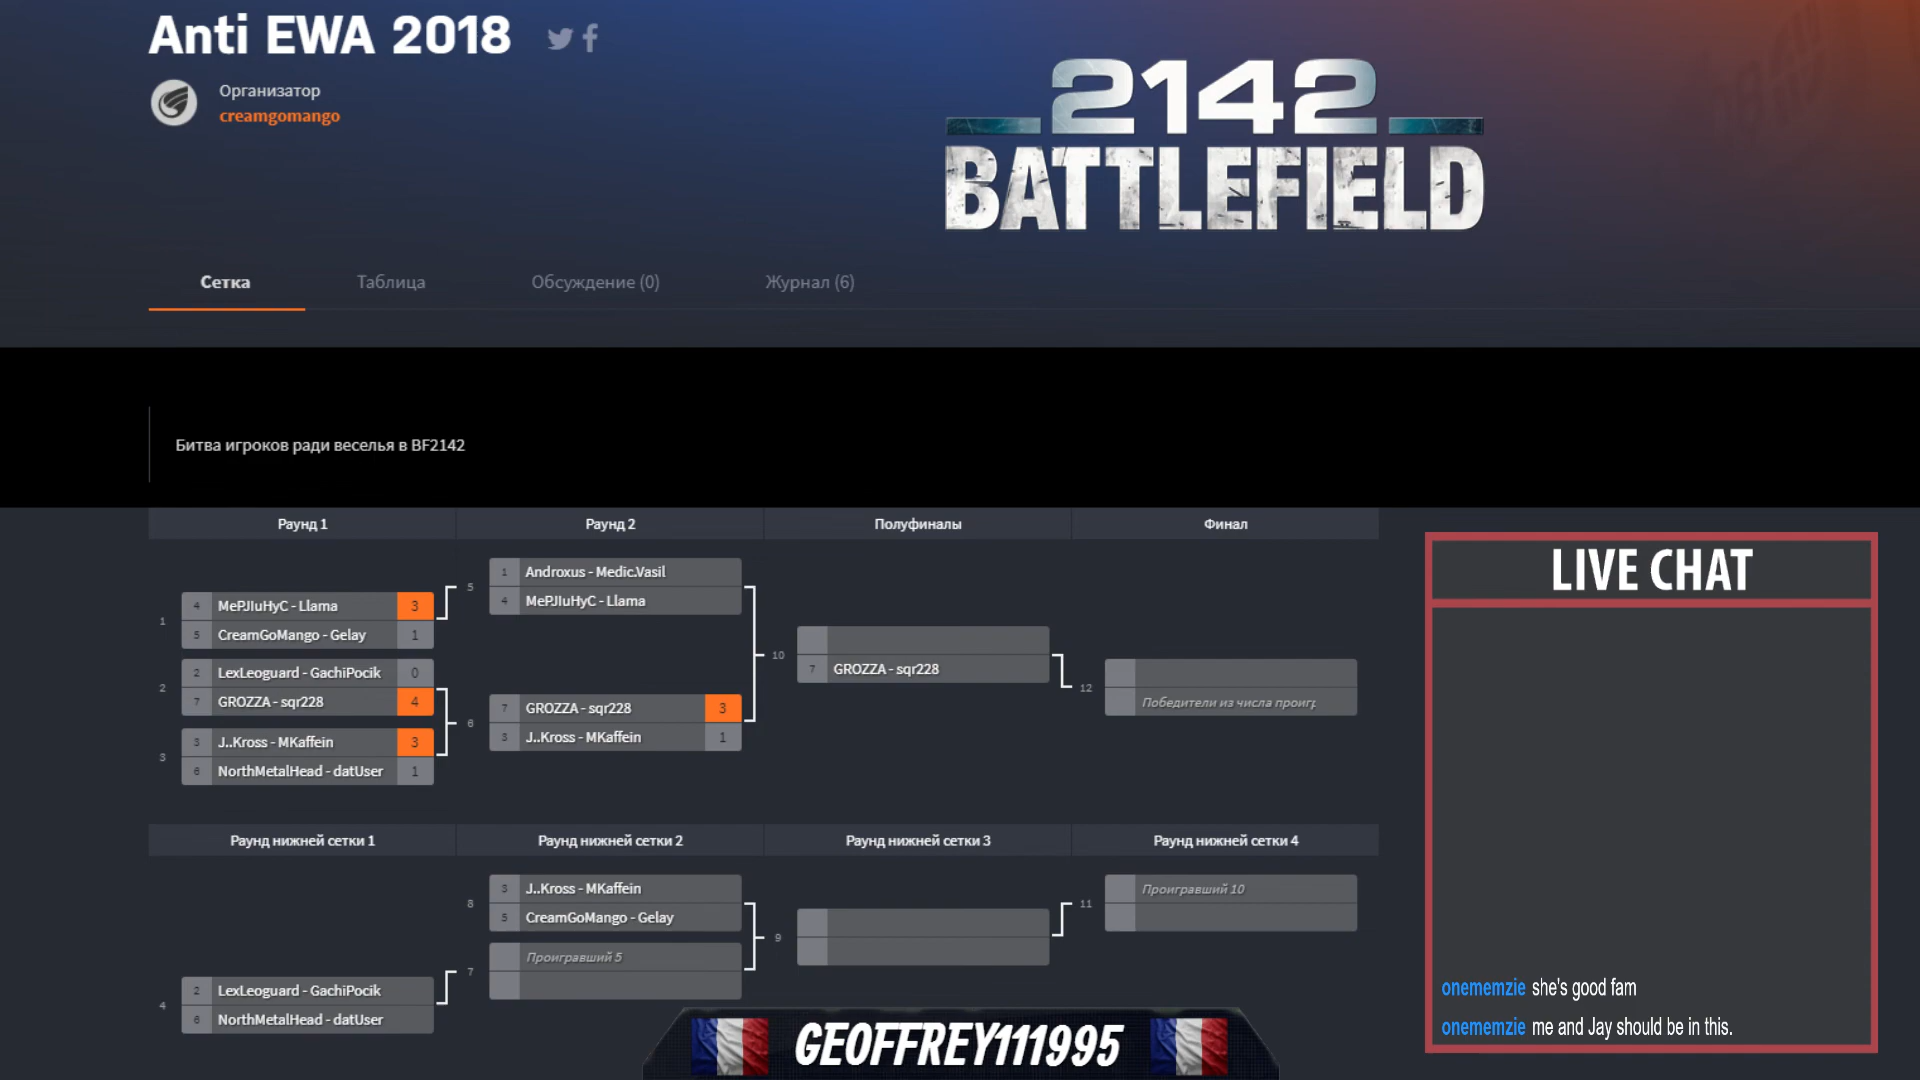 Anti EWA 2018
Организатор
creamgomango
2142
BATTLEFIELD
Сетка
Таблица
Обсуждение (0)
Журнал (6)
Битва игроков ради веселья в BF2142
Раунд 1
Раунд 2
Полуфиналы
Финал
1
4 MePJIuHyC - Llama 3
5 CreamGoMango - Gelay 1
2
2 LexLeoguard - GachiPocik 0
7 GROZZA - sqr228 4
3
3 J..Kross - MKaffein 3
6 NorthMetalHead - datUser 1
5
1 Androxus - Medic.Vasil
4 MePJIuHyC - Llama
6
7 GROZZA - sqr228 3
3 J..Kross - MKaffein 1
10
7 GROZZA - sqr228
12
Победители из числа проигр
Раунд нижней сетки 1
Раунд нижней сетки 2
Раунд нижней сетки 3
Раунд нижней сетки 4
4
2 LexLeoguard - GachiPocik
6 NorthMetalHead - datUser
8
3 J..Kross - MKaffein
5 CreamGoMango - Gelay
7
Проигравший 5
9
11
Проигравший 10
LIVE CHAT
onememzie she's good fam
onememzie me and Jay should be in this.
GEOFFREY111995